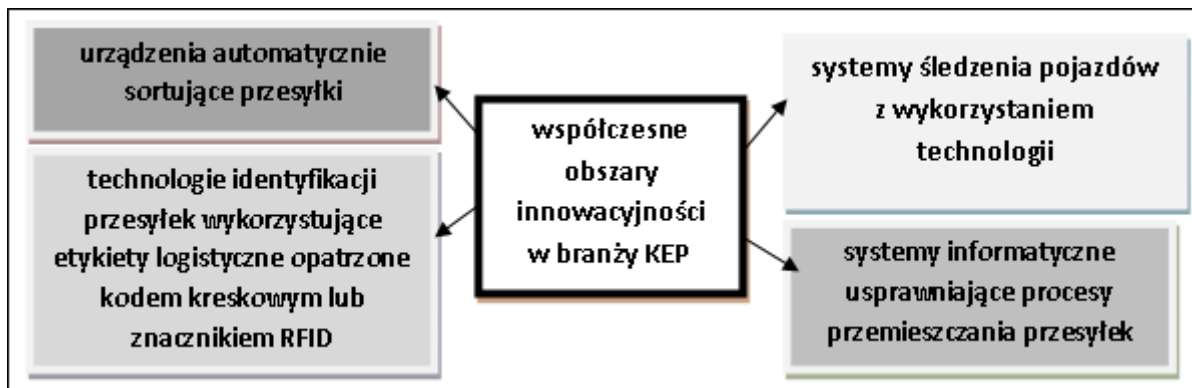 urządzenia automatycznie
sortujące przesyłki
technologie identyfikacji
przesyłek wykorzystujące
etykiety logistyczne opatrzone
kodem kreskowym lub
znacznikiem RFID
współczesne
obszary
innowacyjności
w branży KEP
systemy śledzenia pojazdów
z wykorzystaniem
technologii
systemy informatyczne
usprawniające procesy
przemieszczania przesyłek